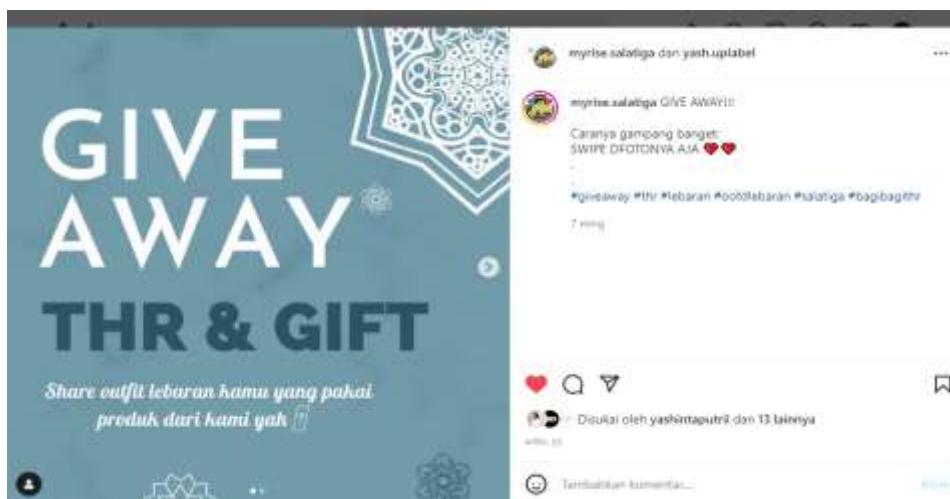 GIVE
AWAY
THR & GIFT
Share outfit lebaran kamu yang pakai
produk dari kami yah
myrise.salatiga dan yash.uplabel
myrise.salatiga GIVE AWAY!!!
Caranya gampang banget:
SWIPE DFOTONYA AJA
.
.
#giveaway #thr #lebaran #ootdlebaran #salatiga #bagibagithr
7 mng
Disukai oleh yashintaputril dan 13 lainnya
Tambahkan komentar...